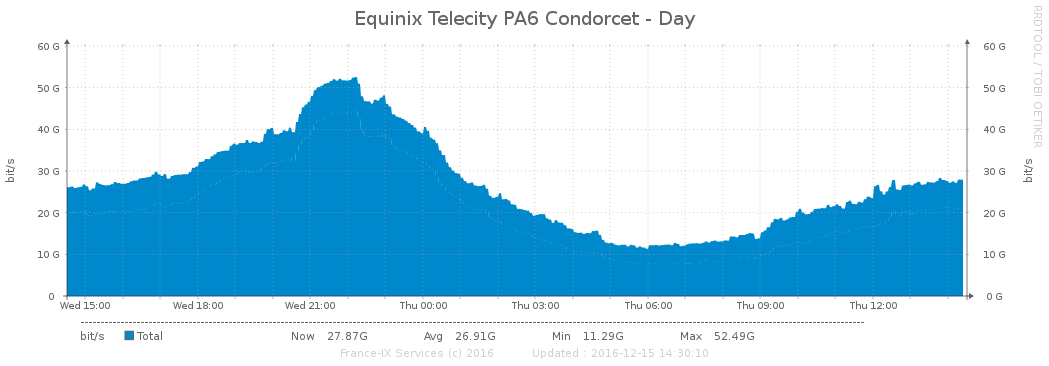 Equinix Telecity PA6 Condorcet - Day
RRDTOOL / TOBI OETIKER
60 G 60 G
50 G 50 G
40 G 40 G
30 G 30 G
20 G 20 G
10 G 10 G
0 0 G
bit/s
bit/s
Wed 15:00 Wed 18:00 Wed 21:00 Thu 00:00 Thu 03:00 Thu 06:00 Thu 09:00 Thu 12:00
bit/s Total Now 27.87G Avg 26.91G Min 11.29G Max 52.49G
France-IX Services (c) 2016 Updated : 2016-12-15 14:30:10